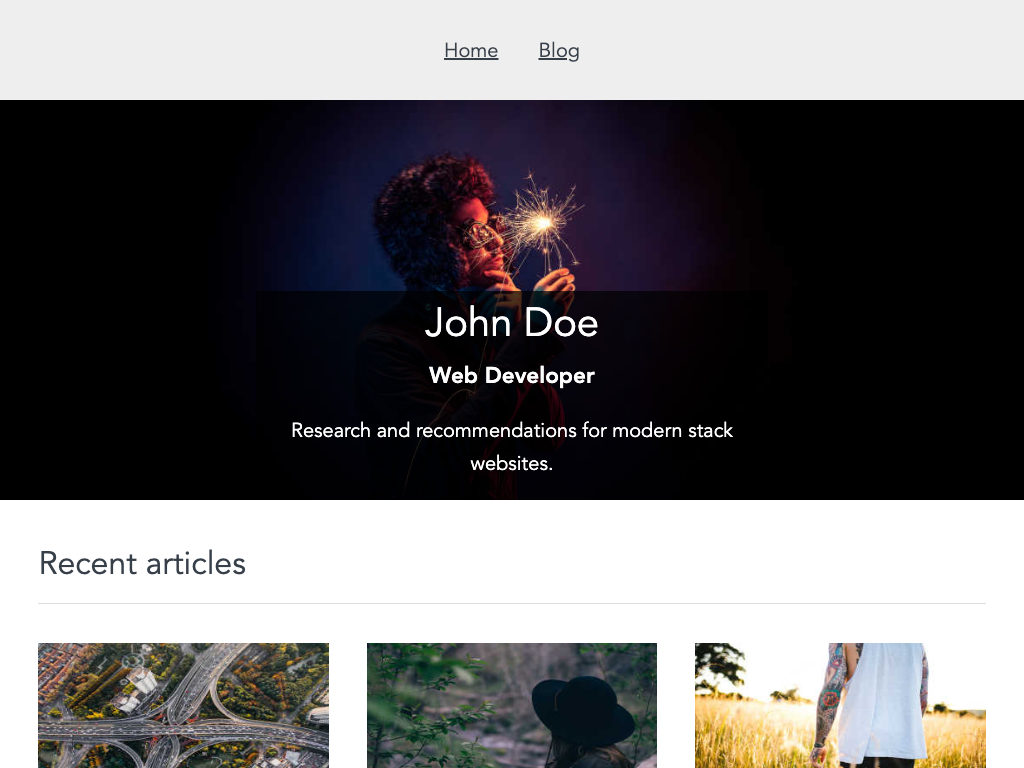 Home Blog
John Doe
Web Developer
Research and recommendations for modern stack
websites.
Recent articles